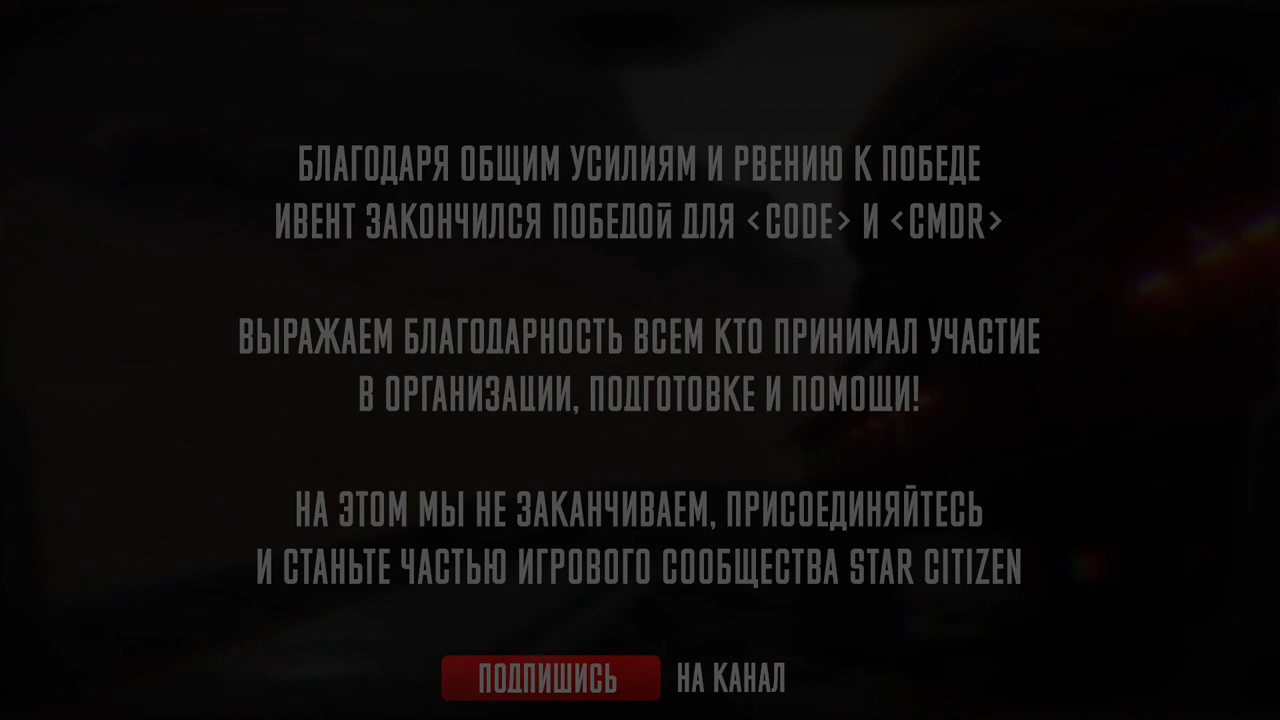 БЛАГОДАРЯ ОБЩИМ УСИЛИЯМ И РВЕНИЮ К ПОБЕДЕ
ИВЕНТ ЗАКОНЧИЛСЯ ПОБЕДОЙ ДЛЯ <CODE> И <CMDR>
ВЫРАЖАЕМ БЛАГОДАРНОСТЬ ВСЕМ КТО ПРИНИМАЛ УЧАСТИЕ
В ОРГАНИЗАЦИИ, ПОДГОТОВКЕ И ПОМОЩИ!
НА ЭТОМ МЫ НЕ ЗАКАНЧИВАЕМ, ПРИСОЕДИНЯЙТЕСЬ
И СТАНЬТЕ ЧАСТЬЮ ИГРОВОГО СООБЩЕСТВА STAR CITIZEN
ПОДПИШИСЬ НА КАНАЛ